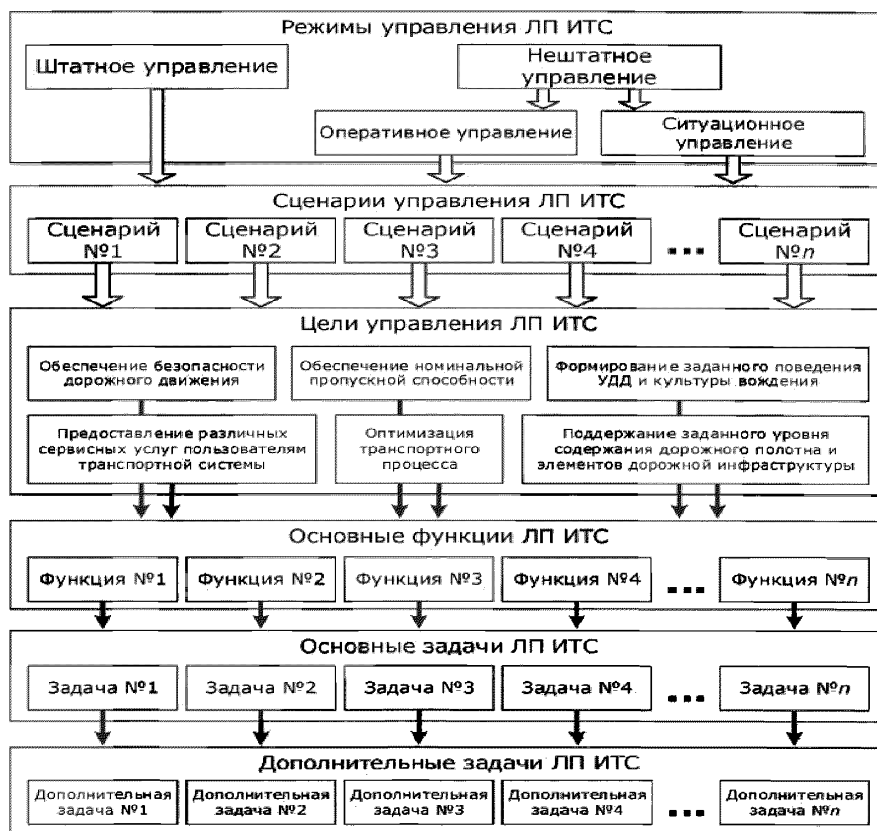 Режимы управления ЛП ИТС
Штатное управление
Нештатное
управление
Оперативное управление
Ситуационное
управление
Сценарии управления ЛП ИТС
Сценарий
№1
Сценарий
№2
Сценарий
№3
Сценарий
№4
...
Сценарий
№n
Цели управления ЛП ИТС
Обеспечение безопасности
дорожного движения
Обеспечение номинальной
пропускной способности
Формирование заданного поведения
УДД и культуры вождения
Предоставление различных
сервисных услуг пользователям
транспортной системы
Оптимизация
транспортного
процесса
Поддержание заданного уровня
содержания дорожного полотна и
элементов дорожной инфраструктуры
Основные функции ЛП ИТС
Функция №1
Функция №2
Функция №3
Функция №4
...
Функция №n
Основные задачи ЛП ИТС
Задача №1
Задача №2
Задача №3
Задача №4
...
Задача №n
Дополнительные задачи ЛП ИТС
Дополнительная
задача №1
Дополнительная
задача №2
Дополнительная
задача №3
Дополнительная
задача №4
...
Дополнительная
задача №n